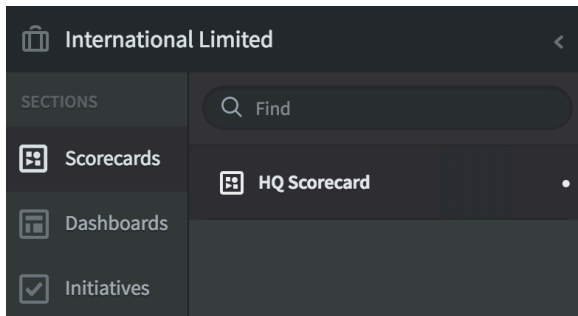 International Limited
SECTIONS
Find
Scorecards
HQ Scorecard
Dashboards
Initiatives